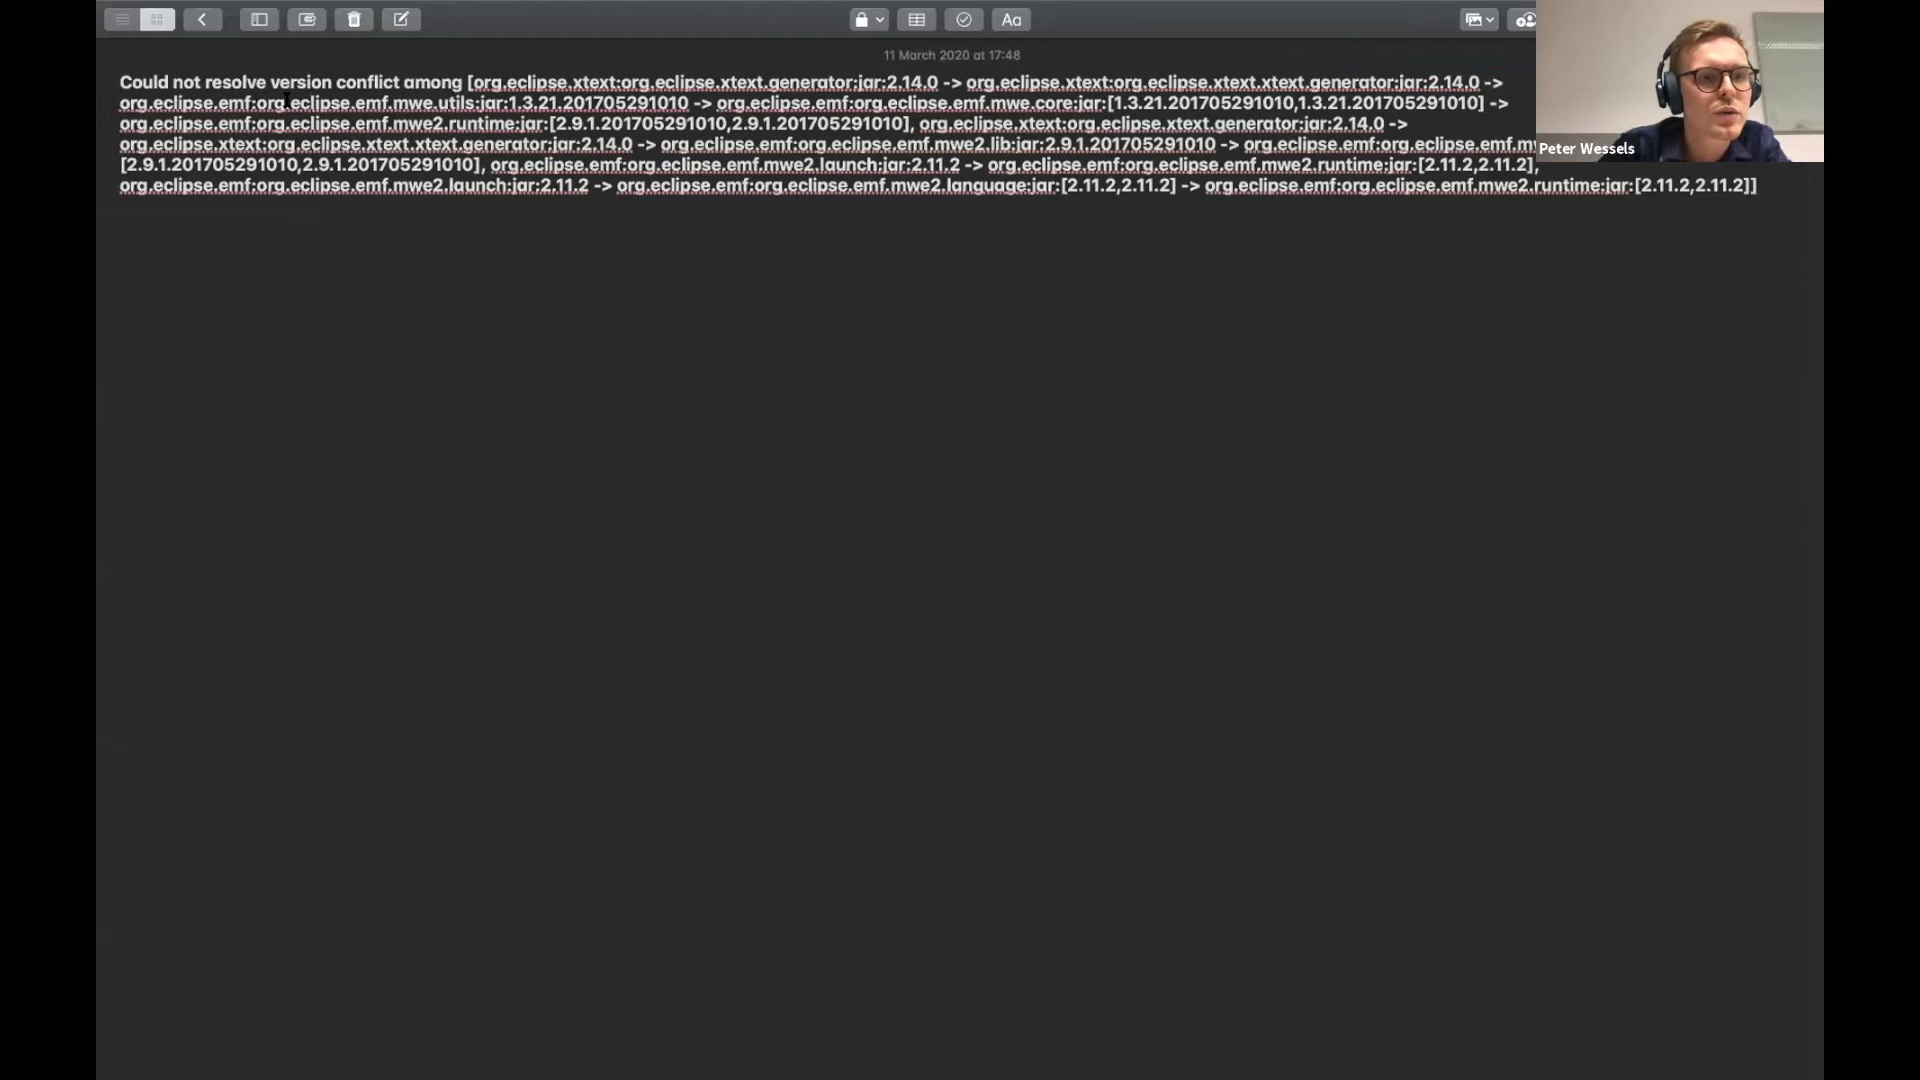 Aa
11 March 2020 at 17:48
Could not resolve version conflict among [org.eclipse.xtext:org.eclipse.xtext.generator:jar:2.14.0 -> org.eclipse.xtext:org.eclipse.xtext.xtext.generator:jar:2.14.0 ->
org.eclipse.emf:org.eclipse.emf.mwe.utils:jar:1.3.21.201705291010 -> org.eclipse.emf:org.eclipse.emf.mwe.core:jar:[1.3.21.201705291010,1.3.21.201705291010] ->
org.eclipse.emf:org.eclipse.emf.mwe2.runtime:jar:[2.9.1.201705291010,2.9.1.201705291010], org.eclipse.xtext:org.eclipse.xtext.generator:jar:2.14.0 ->
org.eclipse.xtext:org.eclipse.xtext.xtext.generator:jar:2.14.0 -> org.eclipse.emf:org.eclipse.emf.mwe2.lib:jar:2.9.1.201705291010 -> org.eclipse.emf:org.eclipse.emf.m
[2.9.1.201705291010,2.9.1.201705291010], org.eclipse.emf:org.eclipse.emf.mwe2.launch:jar:2.11.2 -> org.eclipse.emf:org.eclipse.emf.mwe2.runtime:jar:[2.11.2,2.11.2],
org.eclipse.emf:org.eclipse.emf.mwe2.launch:jar:2.11.2 -> org.eclipse.emf:org.eclipse.emf.mwe2.language:jar:[2.11.2,2.11.2] -> org.eclipse.emf:org.eclipse.emf.mwe2.runtime:jar:[2.11.2,2.11.2]]
Peter Wessels